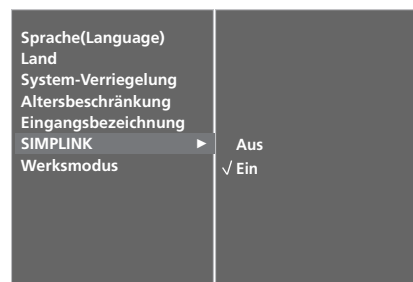 Sprache(Language)
Land
System-Verriegelung
Altersbeschränkung
Eingangsbezeichnung
SIMPLINK ►
Aus
√ Ein
Werksmodus